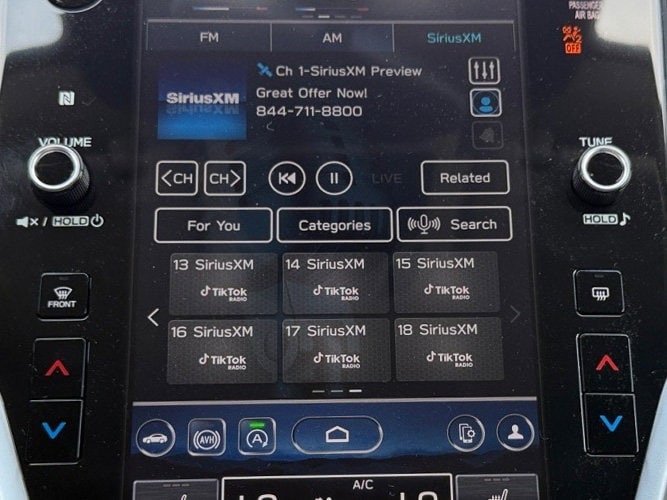 PASSENGER
AIR BAG
OFF
FM AM SiriusXM
SiriusXM
Ch 1-SiriusXM Preview
Great Offer Now!
844-711-8800
VOLUME
TUNE
<CH CH> LIVE Related
HOLD
HOLD
For You Categories Search
13 SiriusXM 14 SiriusXM 15 SiriusXM
TikTok RADIO TikTok RADIO TikTok RADIO
FRONT
16 SiriusXM 17 SiriusXM 18 SiriusXM
TikTok RADIO TikTok RADIO TikTok RADIO
AVH A
A/C